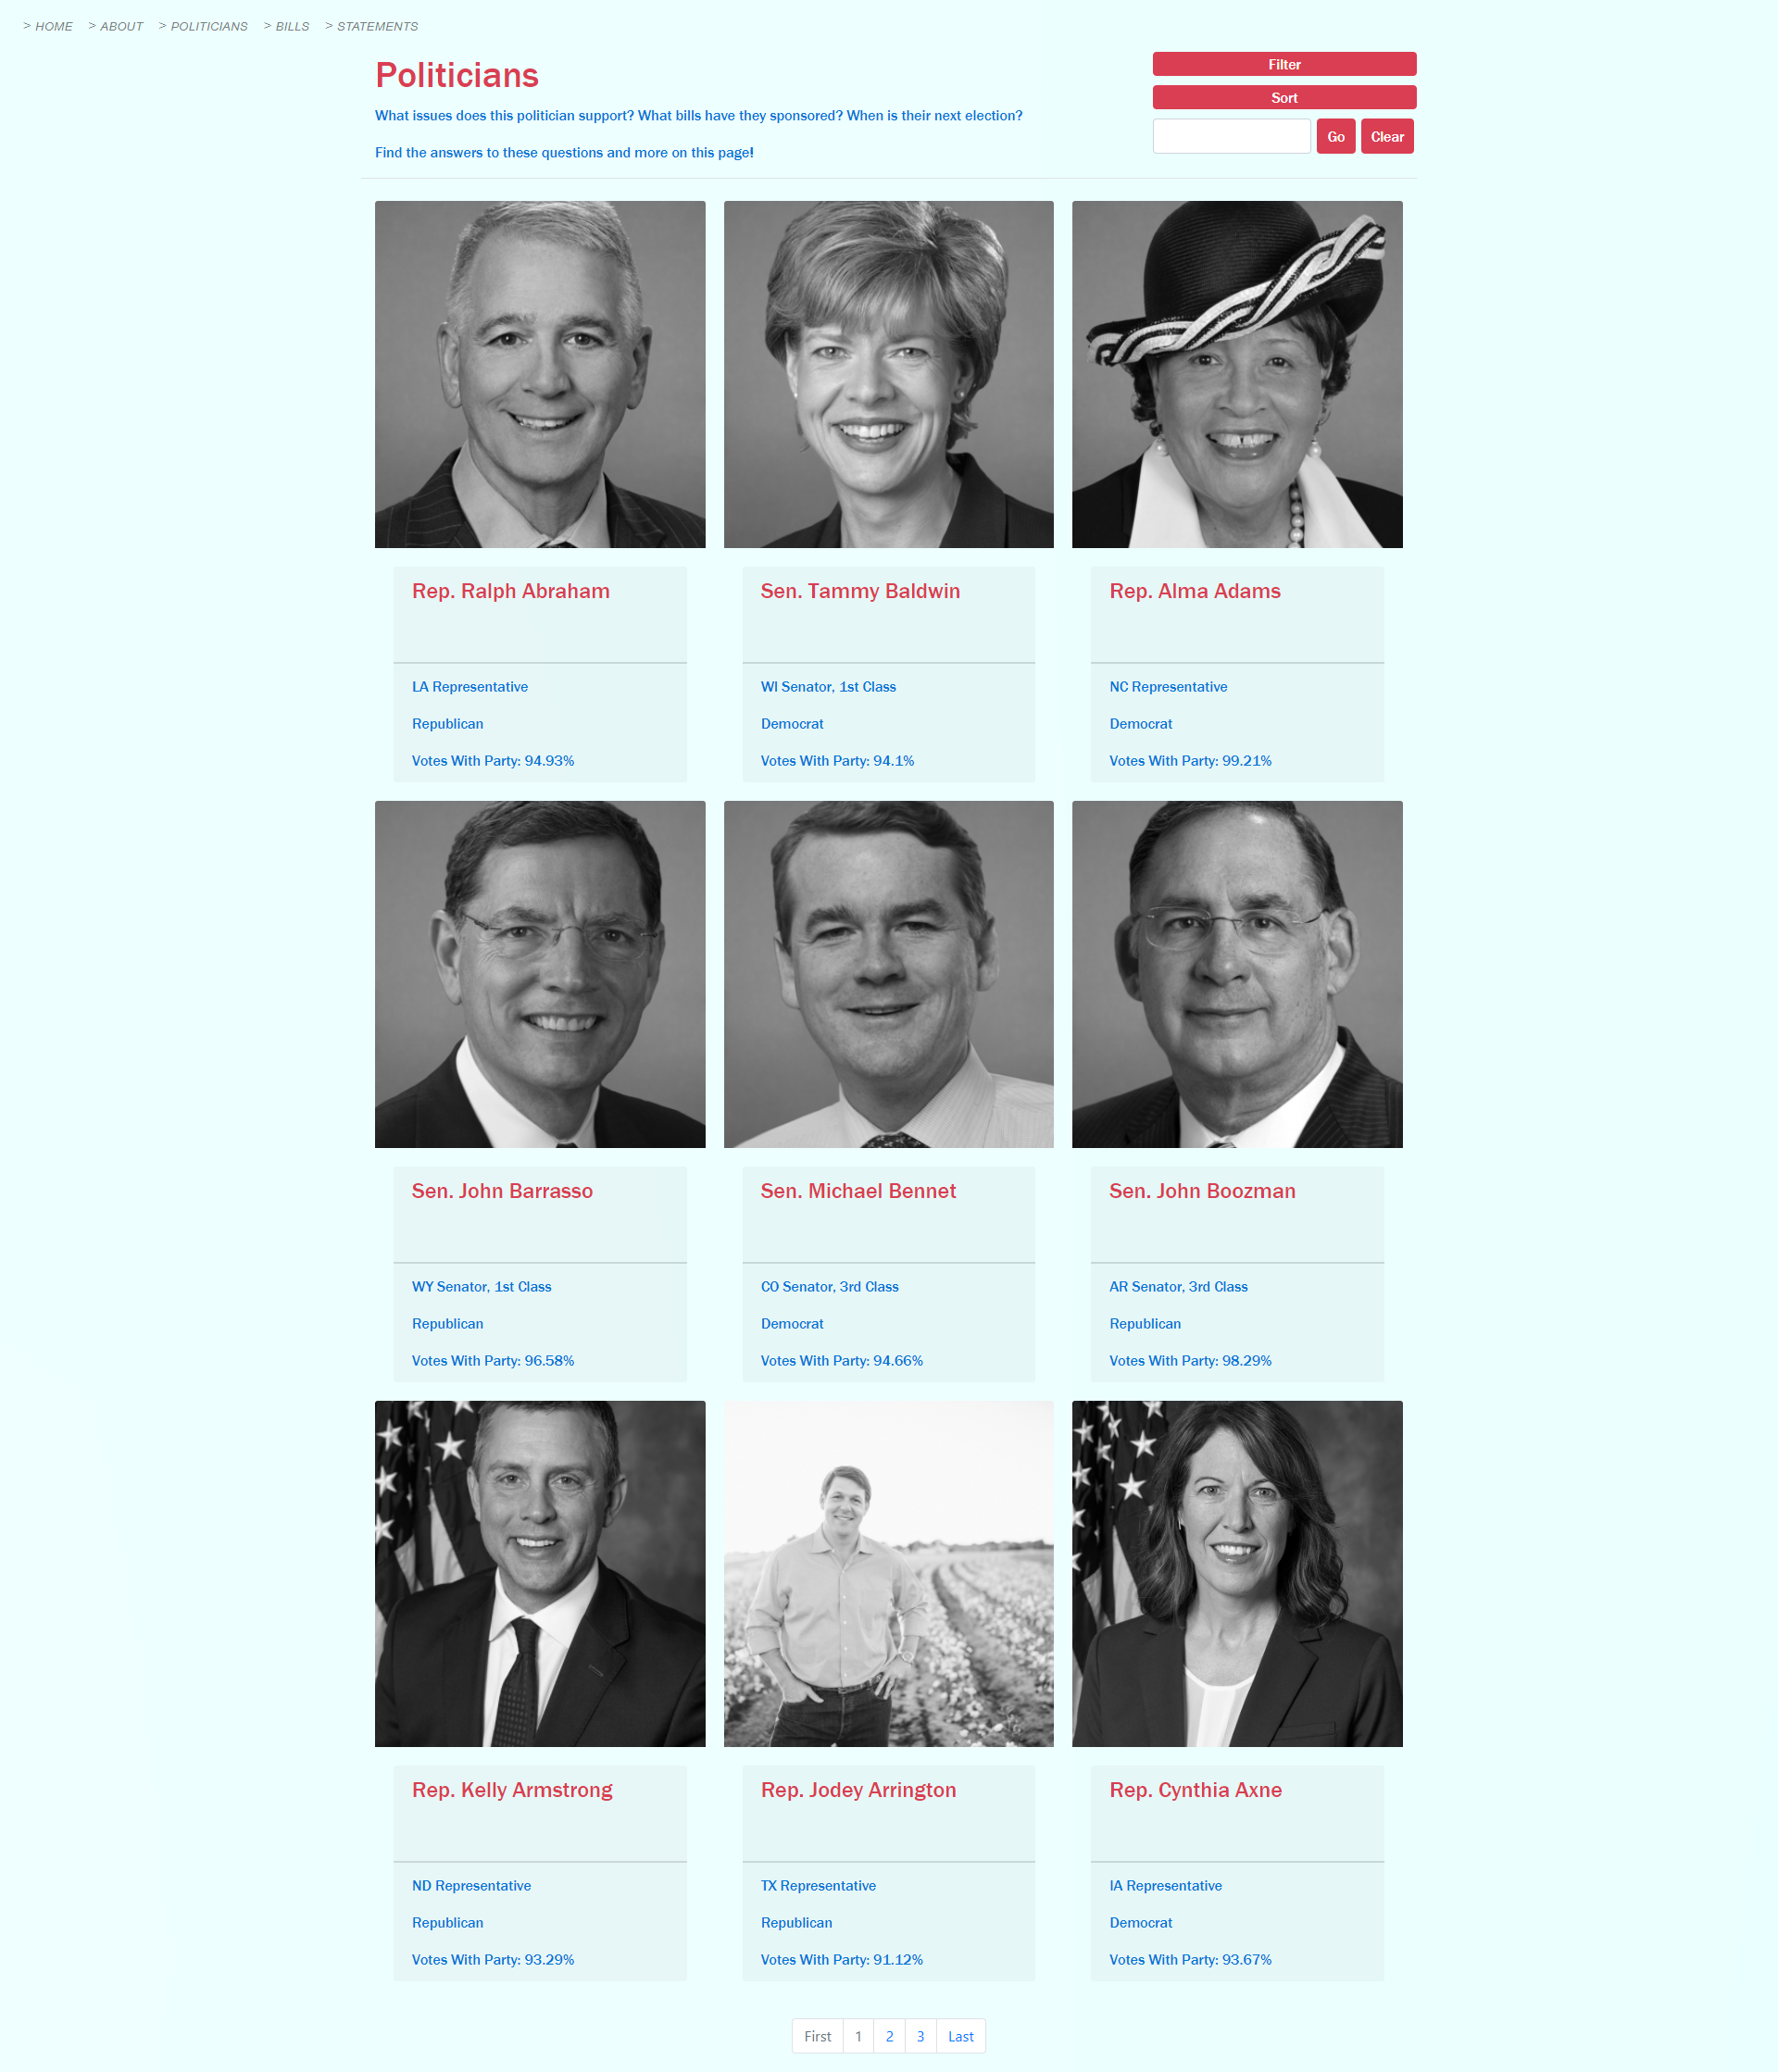 > HOME > ABOUT > POLITICIANS > BILLS > STATEMENTS
Politicians
What issues does this politician support? What bills have they sponsored? When is their next election?
Find the answers to these questions and more on this page!
Filter
Sort
Go Clear
Rep. Ralph Abraham
LA Representative
Republican
Votes With Party: 94.93%
Sen. Tammy Baldwin
WI Senator, 1st Class
Democrat
Votes With Party: 94.1%
Rep. Alma Adams
NC Representative
Democrat
Votes With Party: 99.21%
Sen. John Barrasso
WY Senator, 1st Class
Republican
Votes With Party: 96.58%
Sen. Michael Bennet
CO Senator, 3rd Class
Democrat
Votes With Party: 94.66%
Sen. John Boozman
AR Senator, 3rd Class
Republican
Votes With Party: 98.29%
Rep. Kelly Armstrong
ND Representative
Republican
Votes With Party: 93.29%
Rep. Jodey Arrington
TX Representative
Republican
Votes With Party: 91.12%
Rep. Cynthia Axne
IA Representative
Democrat
Votes With Party: 93.67%
First 1 2 3 Last